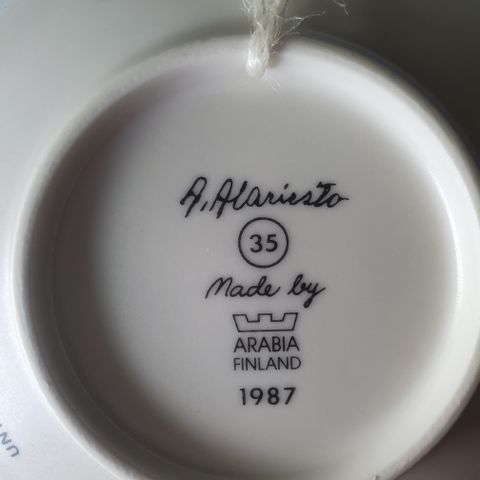 A. Alariesto
35
Made by
ARABIA
FINLAND
1987